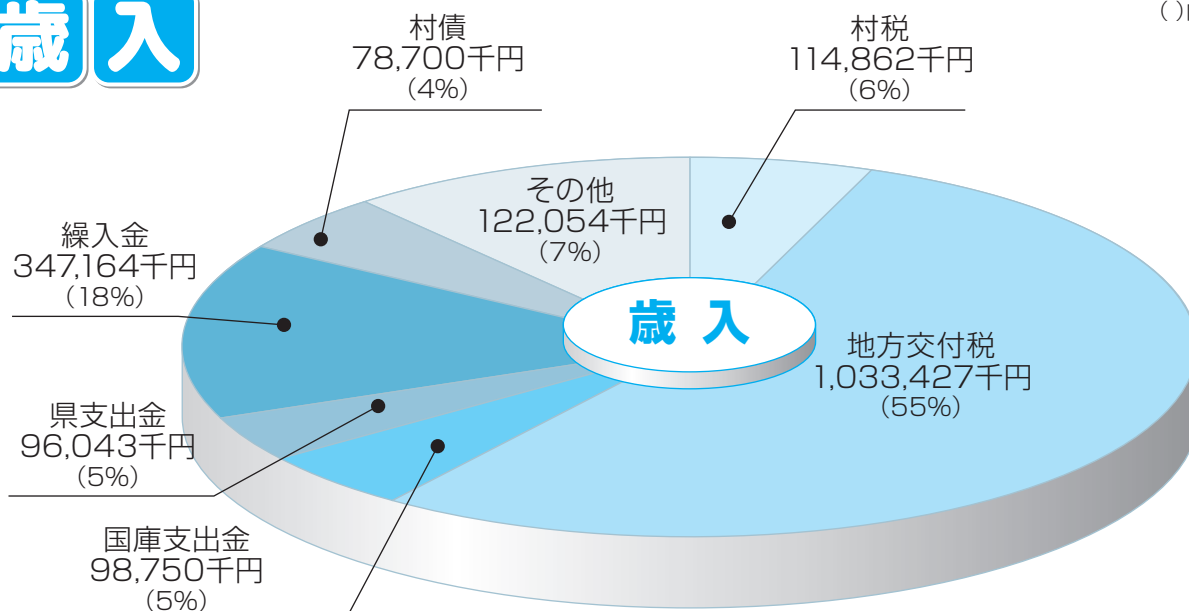 歳入
村債
78,700千円
(4%)
村税
114,862千円
(6%)
その他
122,054千円
(7%)
繰入金
347,164千円
(18%)
歳入
地方交付税
1,033,427千円
(55%)
県支出金
96,043千円
(5%)
国庫支出金
98,750千円
(5%)